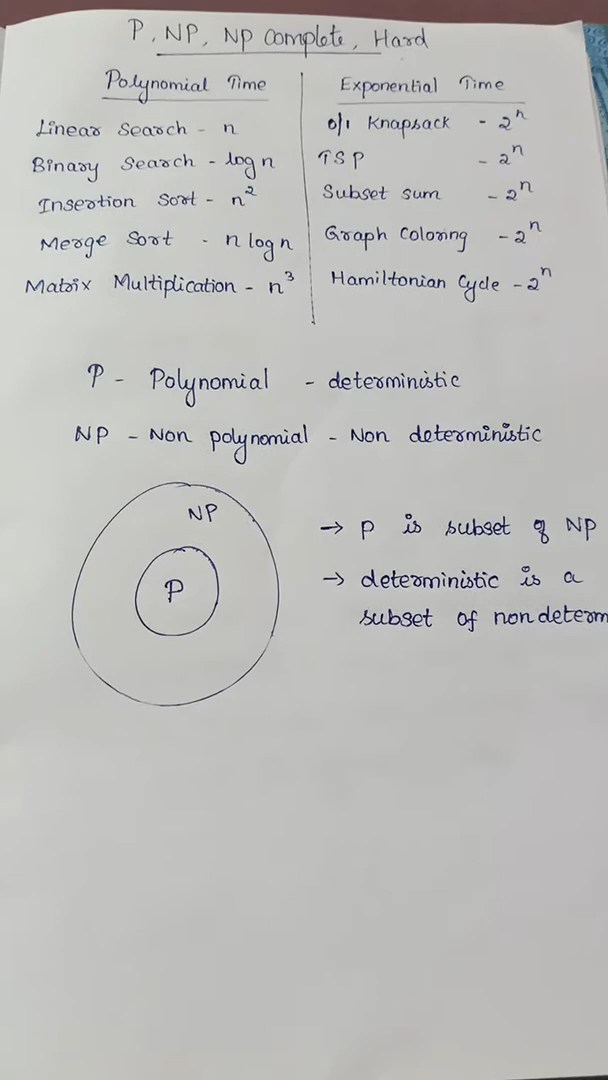 P, NP, NP Complete, Hard
Polynomial Time
Linear Search - n
Binary Search - log n
Insertion Sort - n²
Merge Sort - n log n
Matrix Multiplication - n³
Exponential Time
0/1 Knapsack - 2ⁿ
TSP - 2ⁿ
Subset sum - 2ⁿ
Graph Coloring - 2ⁿ
Hamiltonian Cycle - 2ⁿ
P - Polynomial - deterministic
NP - Non polynomial - Non deterministic
NP
P
→ P is subset of NP
→ deterministic is a
subset of nondeterm